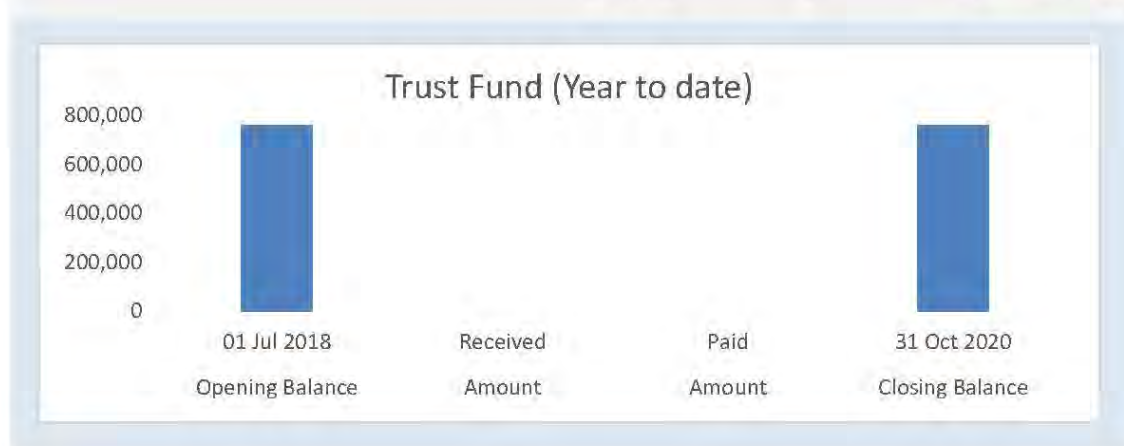 Trust Fund (Year to date)
800,000
600,000
400,000
200,000
0
01 Jul 2018 Received Paid 31 Oct 2020
Opening Balance Amount Amount Closing Balance